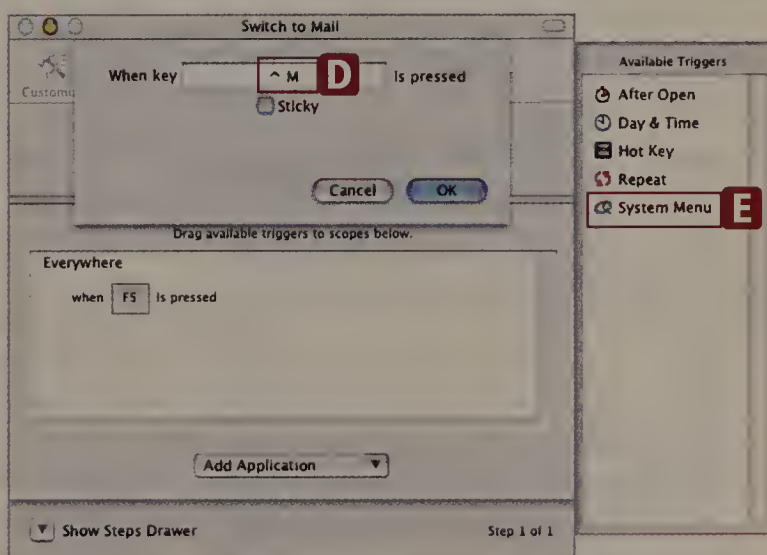 Switch to Mail
When key ^ M D is pressed
Sticky
Cancel OK
Drag available triggers to scopes below.
Everywhere
when F5 is pressed
Add Application
Show Steps Drawer
Step 1 of 1
Available Triggers
After Open
Day & Time
Hot Key
Repeat
System Menu E